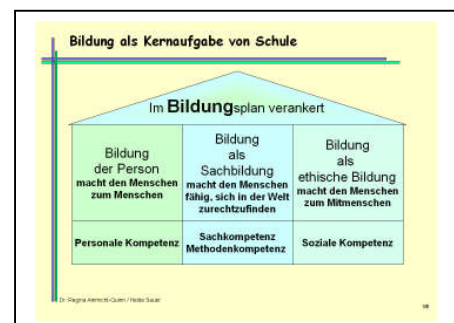 Bildung als Kernaufgabe von Schule
Im Bildungsplan verankert
Bildung
der Person
macht den Menschen
zum Menschen
Bildung
als
Sachbildung
macht den Menschen
fähig, sich in der Welt
zurechtzufinden
Bildung
als
ethische Bildung
macht den Menschen
zum Mitmenschen
Personale Kompetenz
Sachkompetenz
Methodenkompetenz
Soziale Kompetenz
Dr. Regina